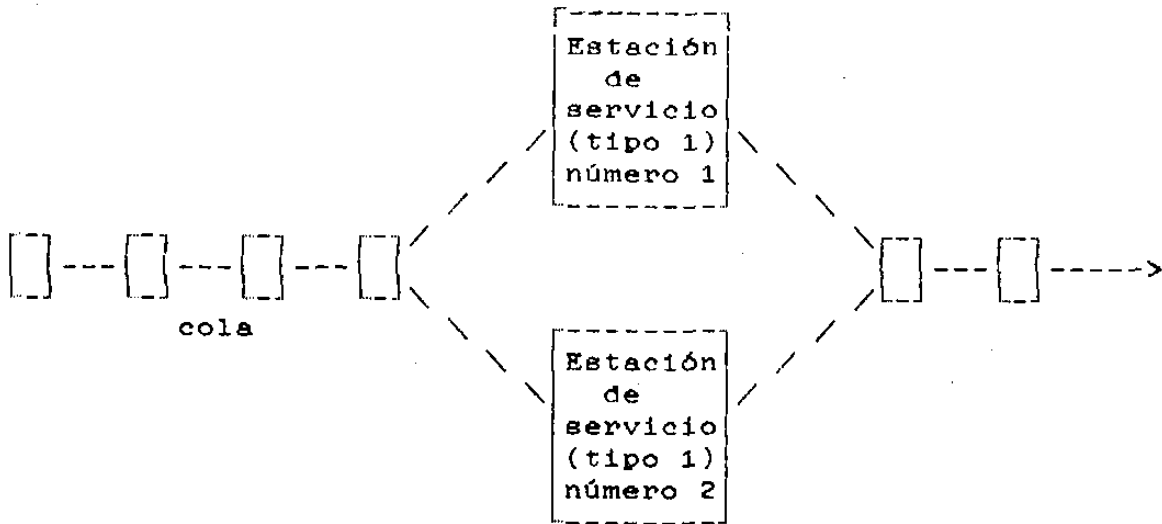 Estación
de
servicio
(tipo 1)
número 1
cola
Estación
de
servicio
(tipo 1)
número 2